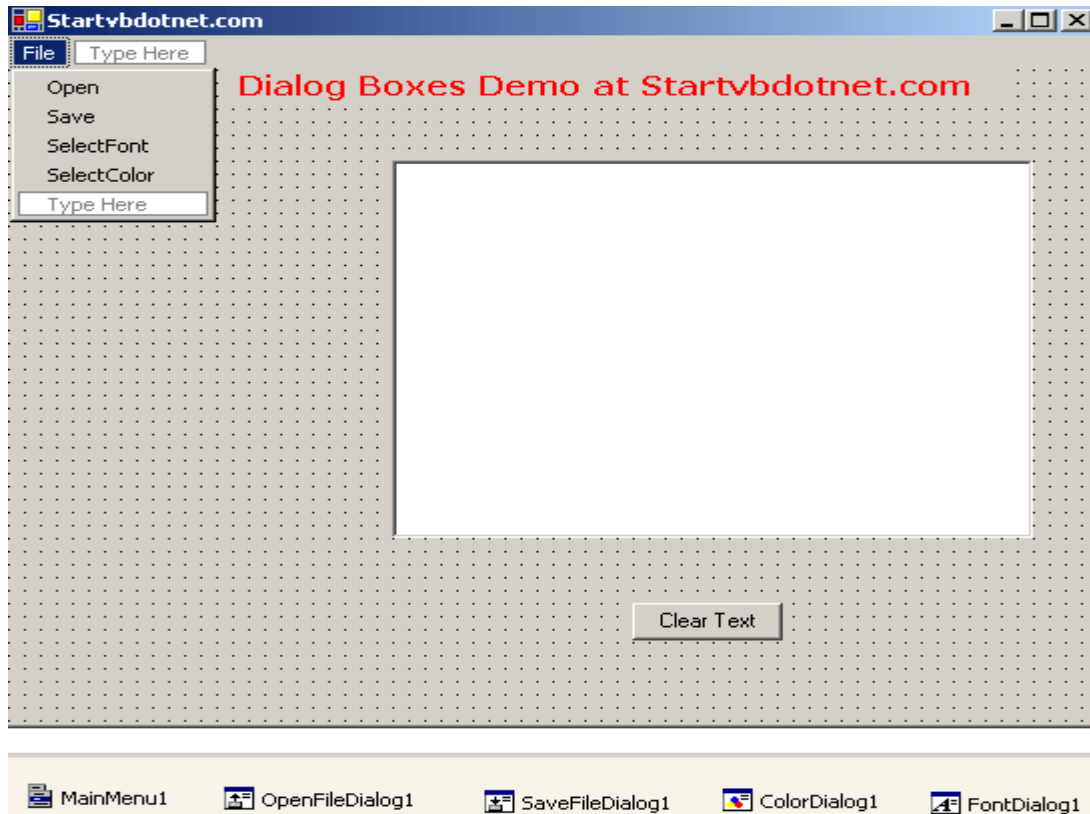 Startvbdotnet.com
File Type Here
Dialog Boxes Demo at Startvbdotnet.com
Open
Save
SelectFont
SelectColor
Type Here
Clear Text
MainMenu1 OpenFileDialog1 SaveFileDialog1 ColorDialog1 FontDialog1